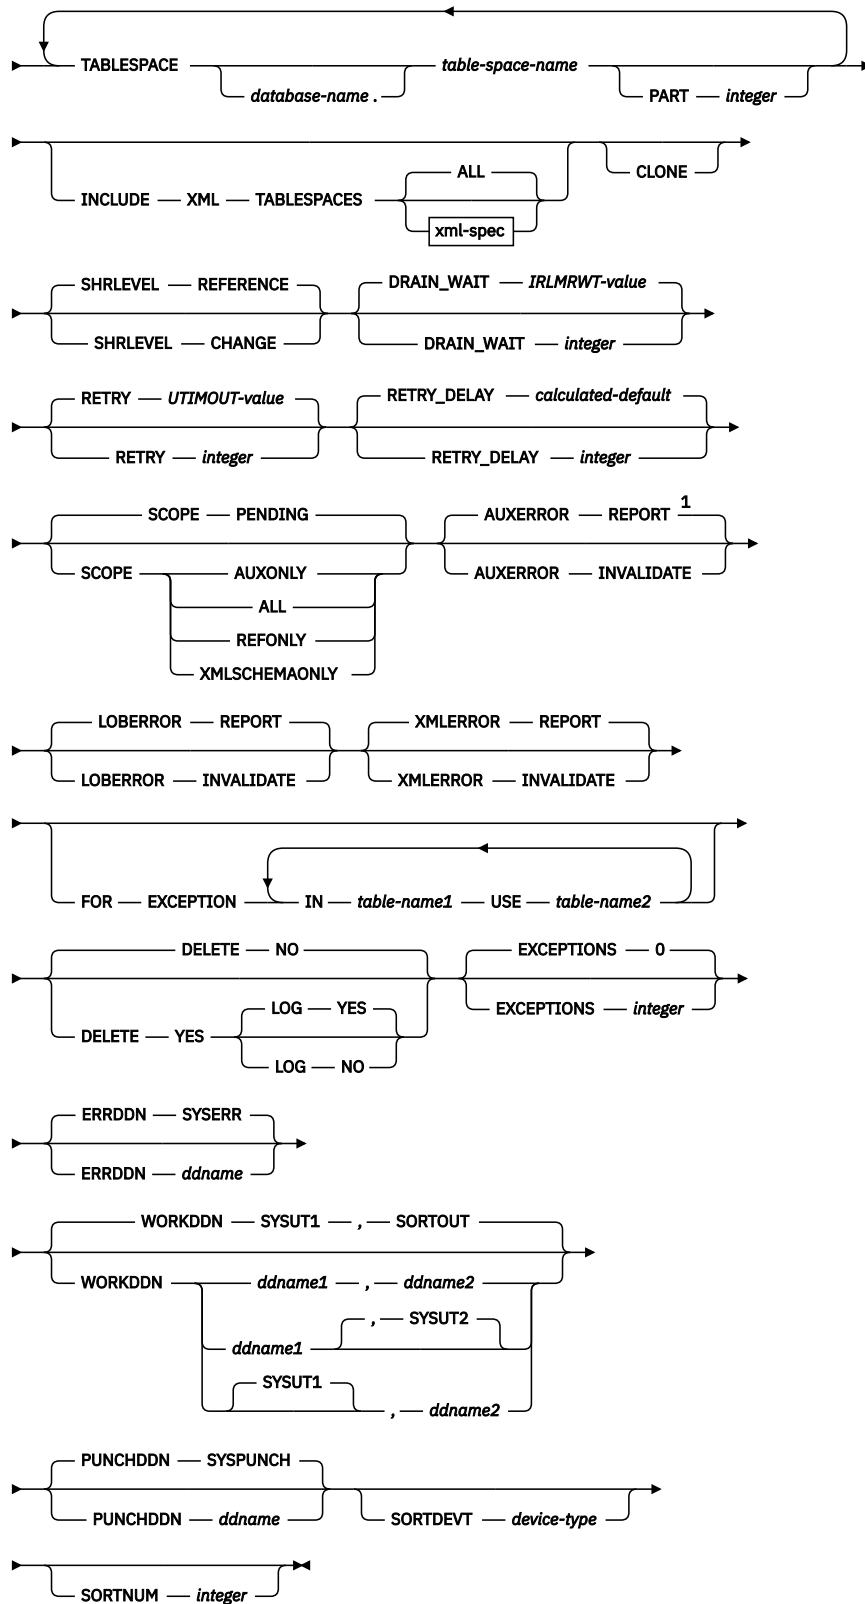 TABLESPACE table-space-name
database-name . PART integer
ALL
CLONE
INCLUDE XML TABLESPACES
xml-spec
SHRLEVEL REFERENCE DRAIN_WAIT IRLMRWT-value
SHRLEVEL CHANGE DRAIN_WAIT integer
RETRY UTIMOUT-value RETRY_DELAY calculated-default
RETRY integer RETRY_DELAY integer
SCOPE PENDING AUXERROR REPORT 1
SCOPE AUXONLY AUXERROR INVALIDATE
ALL
REFONLY
XMLSCHEMAONLY
LOBERROR REPORT XMLERROR REPORT
LOBERROR INVALIDATE XMLERROR INVALIDATE
FOR EXCEPTION IN table-name1 USE table-name2
DELETE NO EXCEPTIONS 0
LOG YES EXCEPTIONS integer
DELETE YES
LOG NO
ERRDDN SYSERR
ERRDDN ddname
WORKDDN SYSUT1 , SORTOUT
WORKDDN ddname1 , ddname2
, SYSUT2
ddname1
SYSUT1
, ddname2
PUNCHDDN SYSPUNCH
PUNCHDDN ddname SORTDEVT device-type
SORTNUM integer